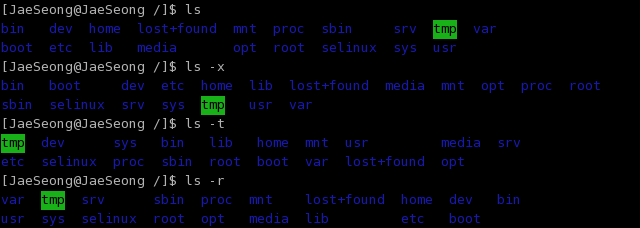 [JaeSeong@JaeSeong /]$ ls
bin   dev  home  lost+found  mnt  proc  sbin     srv  tmp  var
boot  etc  lib   media       opt  root  selinux  sys  usr
[JaeSeong@JaeSeong /]$ ls -x
bin   boot     dev  etc  home  lib  lost+found  media  mnt  opt  proc  root
sbin  selinux  srv  sys  tmp   usr  var
[JaeSeong@JaeSeong /]$ ls -t
tmp  dev      sys   bin   lib   home  mnt  usr         media  srv
etc  selinux  proc  sbin  root  boot  var  lost+found  opt
[JaeSeong@JaeSeong /]$ ls -r
var  tmp  srv      sbin  proc  mnt    lost+found  home  dev   bin
usr  sys  selinux  root  opt   media  lib         etc   boot